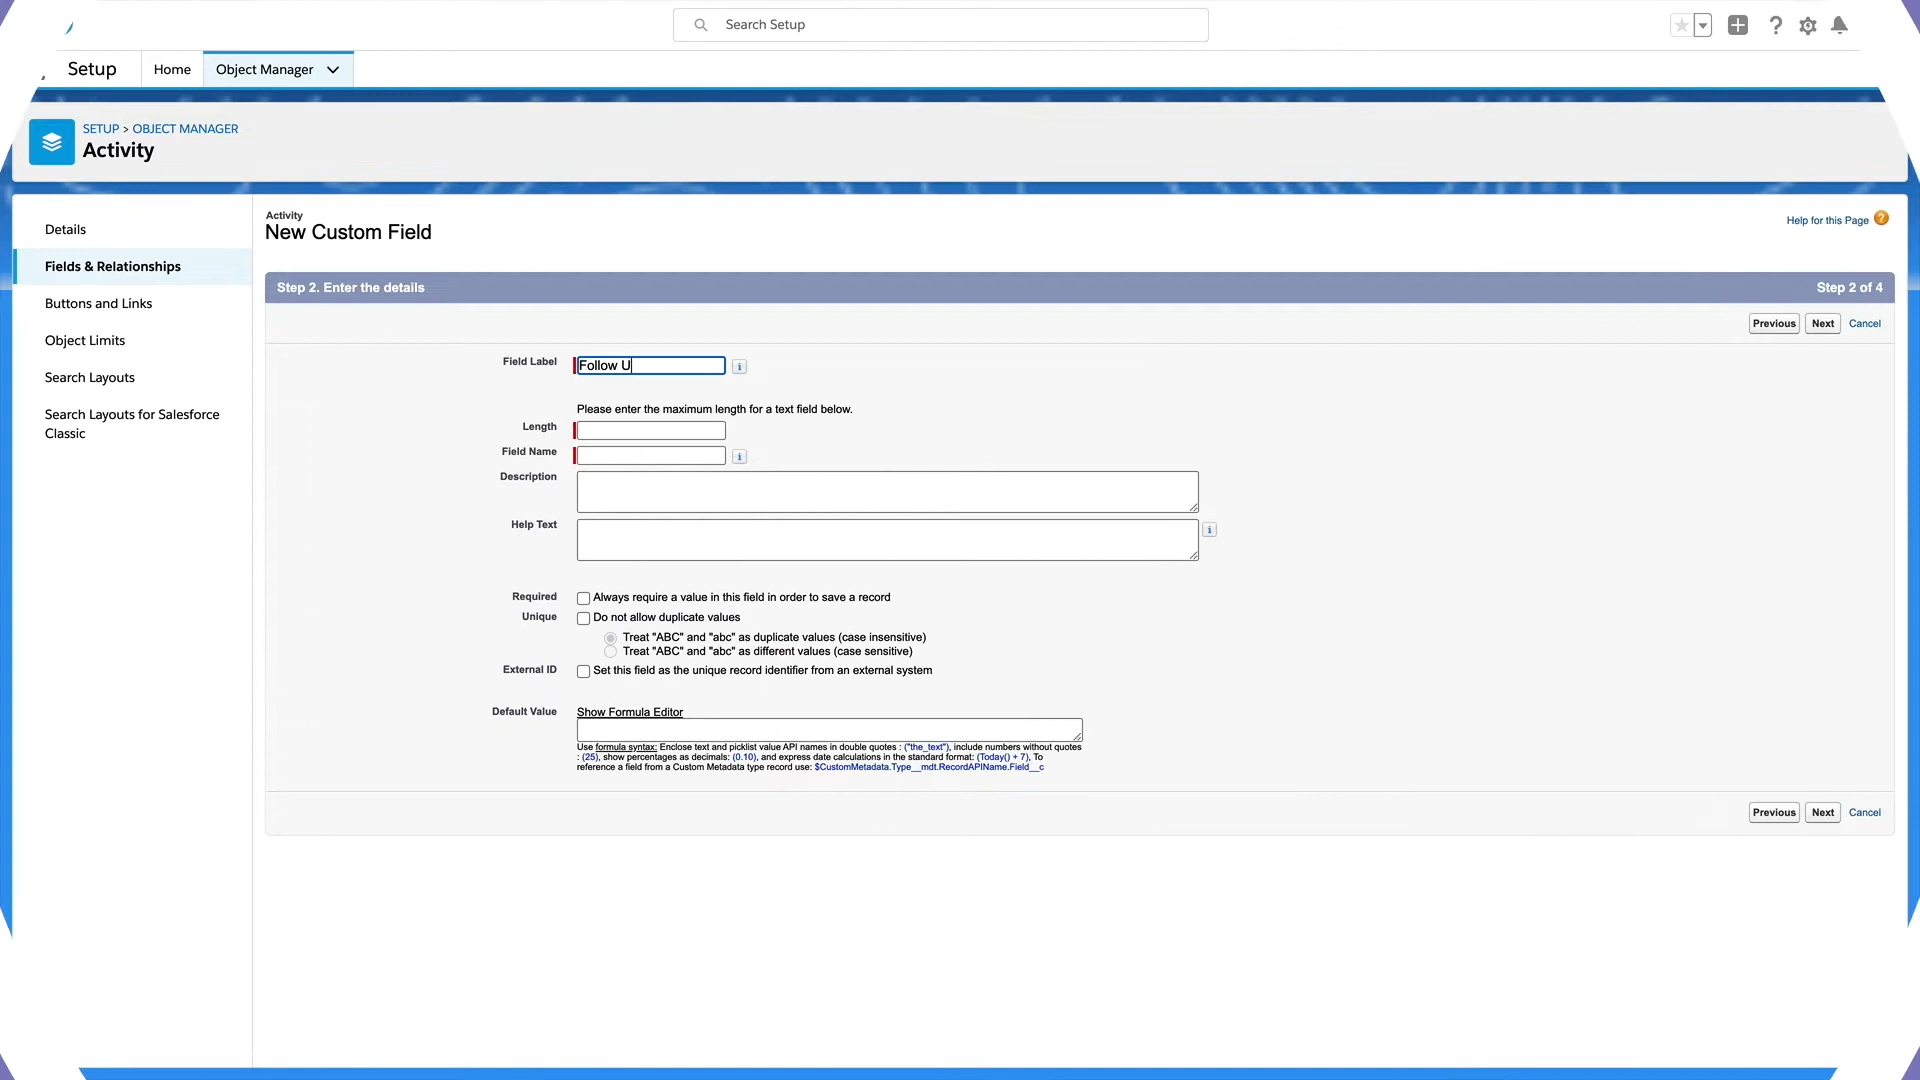 Search Setup
Setup
Home
Object Manager
SETUP > OBJECT MANAGER
Activity
Details
Fields & Relationships
Buttons and Links
Object Limits
Search Layouts
Search Layouts for Salesforce
Classic
Activity
New Custom Field
Help for this Page
Step 2. Enter the details
Step 2 of 4
Previous
Next
Cancel
Field Label
Follow U
Please enter the maximum length for a text field below.
Length
Field Name
Description
Help Text
Required
Always require a value in this field in order to save a record
Unique
Do not allow duplicate values
Treat "ABC" and "abc" as duplicate values (case insensitive)
Treat "ABC" and "abc" as different values (case sensitive)
External ID
Set this field as the unique record identifier from an external system
Default Value
Show Formula Editor
Use formula syntax: Enclose text and picklist value API names in double quotes : ("the_text"), include numbers without quotes
: (25), show percentages as decimals: (0.10), and express date calculations in the standard format: (Today() + 7), To
reference a field from a Custom Metadata type record use: $CustomMetadata.Type__mdt.RecordAPIName.Field__c
Previous
Next
Cancel